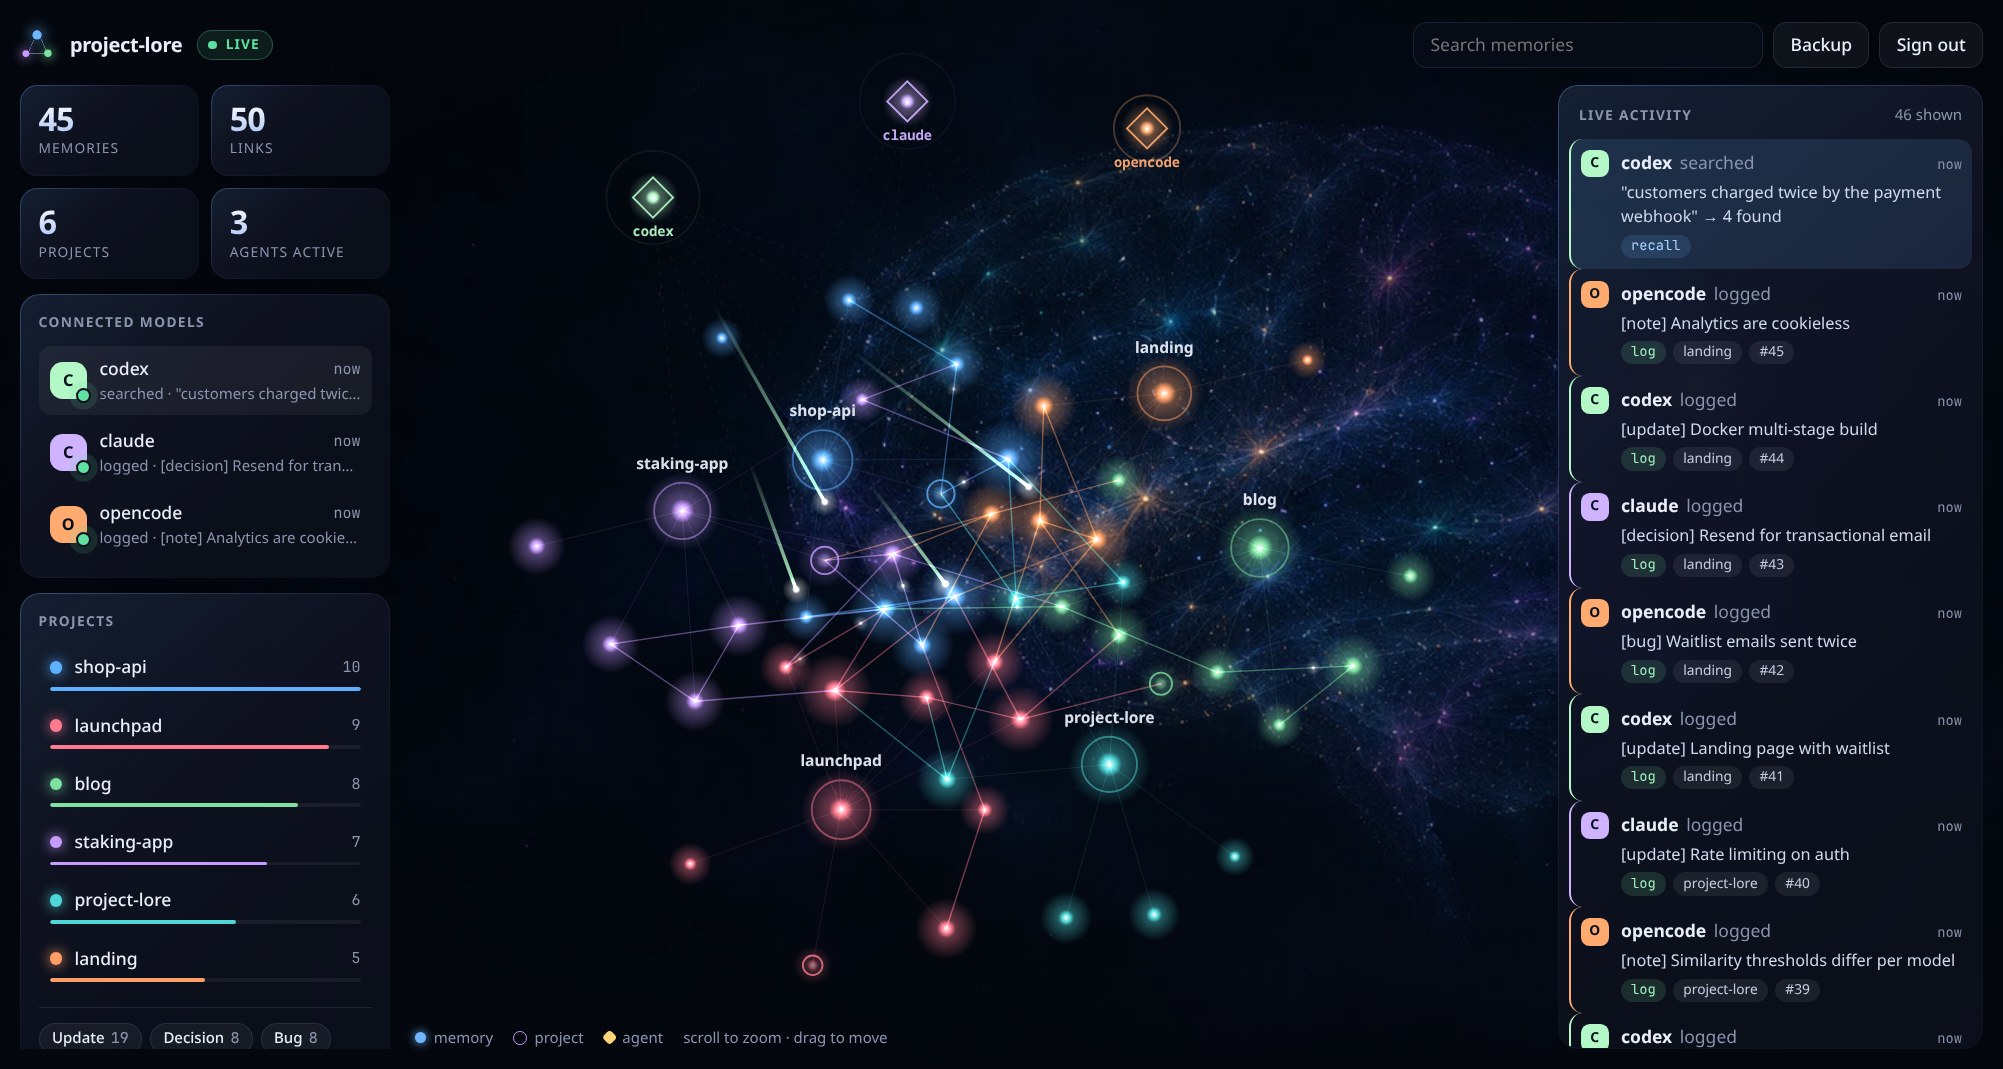 project-lore
LIVE
Search memories
Backup
Sign out
45
MEMORIES
50
LINKS
6
PROJECTS
3
AGENTS ACTIVE
CONNECTED MODELS
C
codex
now
searched · "customers charged twic...
C
claude
now
logged · [decision] Resend for tran...
O
opencode
now
logged · [note] Analytics are cookie...
PROJECTS
shop-api 10
launchpad 9
blog 8
staking-app 7
project-lore 6
landing 5
Update 19
Decision 8
Bug 8
claude
opencode
codex
landing
shop-api
staking-app
blog
project-lore
launchpad
memory
project
agent
scroll to zoom · drag to move
LIVE ACTIVITY
46 shown
C
codex searched
now
"customers charged twice by the payment
webhook" → 4 found
recall
O
opencode logged
now
[note] Analytics are cookieless
log
landing
#45
C
codex logged
now
[update] Docker multi-stage build
log
landing
#44
C
claude logged
now
[decision] Resend for transactional email
log
landing
#43
O
opencode logged
now
[bug] Waitlist emails sent twice
log
landing
#42
C
codex logged
now
[update] Landing page with waitlist
log
landing
#41
C
claude logged
now
[update] Rate limiting on auth
log
project-lore
#40
O
opencode logged
now
[note] Similarity thresholds differ per model
log
project-lore
#39
C
codex logged
now